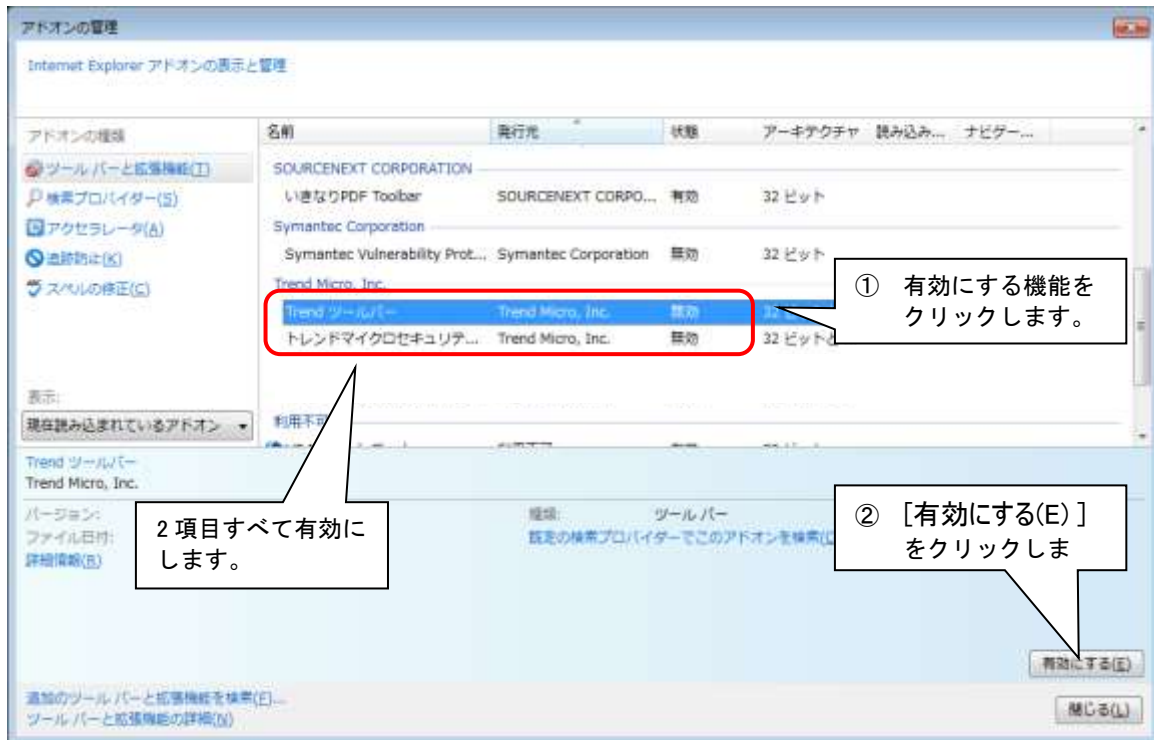 アドオンの管理
Internet Explorer アドオンの表示と管理
アドオンの種類
ツール バーと拡張機能(T)
検索プロバイダー(S)
アクセラレータ(A)
追跡防止(K)
スペルの修正(C)
表示:
現在読み込まれているアドオン
名前 発行元 状態 アーキテクチャ 読み込み... ナビゲー...
SOURCENEXT CORPORATION
いきなりPDF Toolbar SOURCENEXT CORPO... 有効 32 ビット
Symantec Corporation
Symantec Vulnerability Prot... Symantec Corporation 無効 32 ビット
Trend Micro, Inc.
Trend ツールバー Trend Micro, Inc. 無効 32
トレンドマイクロセキュリテ... Trend Micro, Inc. 無効 32 ビットと
利用不可
① 有効にする機能を
クリックします。
Trend ツールバー
Trend Micro, Inc.
バージョン:
ファイル日付:
詳細情報(R)
2 項目すべて有効に
します。
種類: ツール バー
既定の検索プロバイダーでこのアドオンを検索(
② [有効にする(E)]
をクリックしま
有効にする(E)
追加のツール バーと拡張機能を検索(F)...
ツール バーと拡張機能の詳細(N)
閉じる(L)